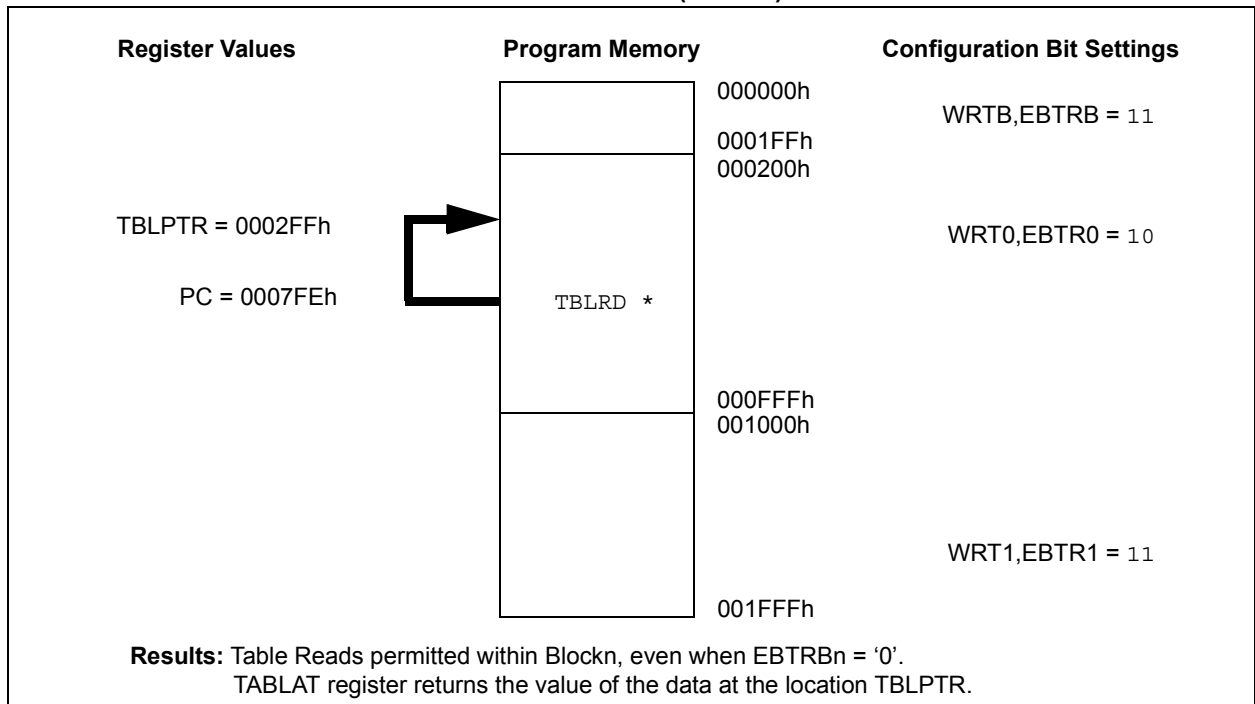 Register Values Program Memory Configuration Bit Settings
000000h
WRTB,EBTRB = 11
0001FFh
000200h
TBLPTR = 0002FFh
WRT0,EBTR0 = 10
PC = 0007FEh
TBLRD *
000FFFh
001000h
WRT1,EBTR1 = 11
001FFFh
Results: Table Reads permitted within Blockn, even when EBTRBn = ‘0’.
TABLAT register returns the value of the data at the location TBLPTR.